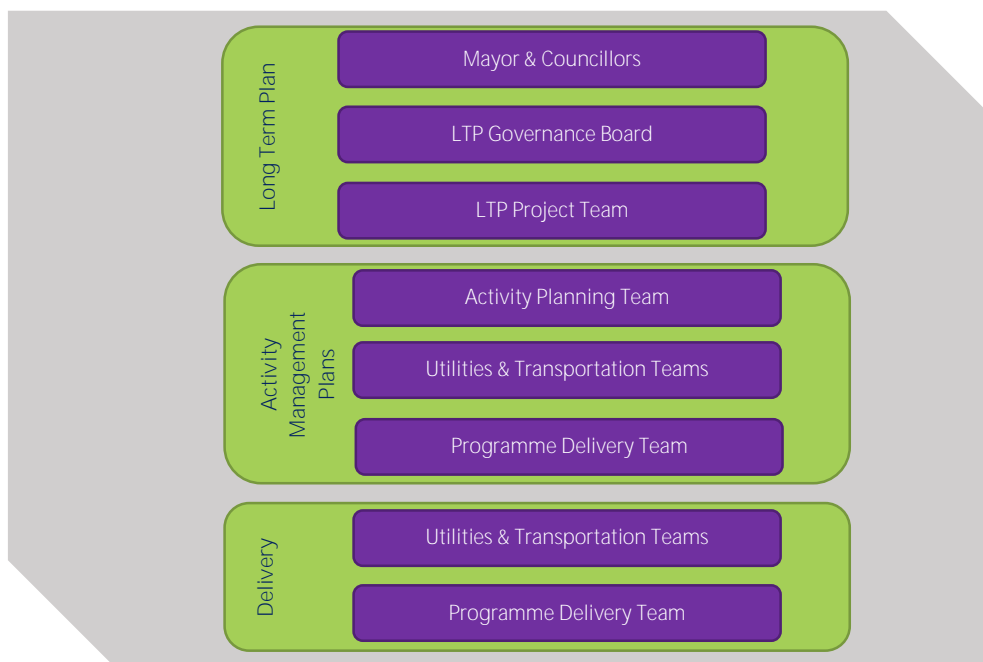 Long Term Plan
Mayor & Councillors
LTP Governance Board
LTP Project Team
Activity
Management
Plans
Activity Planning Team
Utilities & Transportation Teams
Programme Delivery Team
Delivery
Utilities & Transportation Teams
Programme Delivery Team